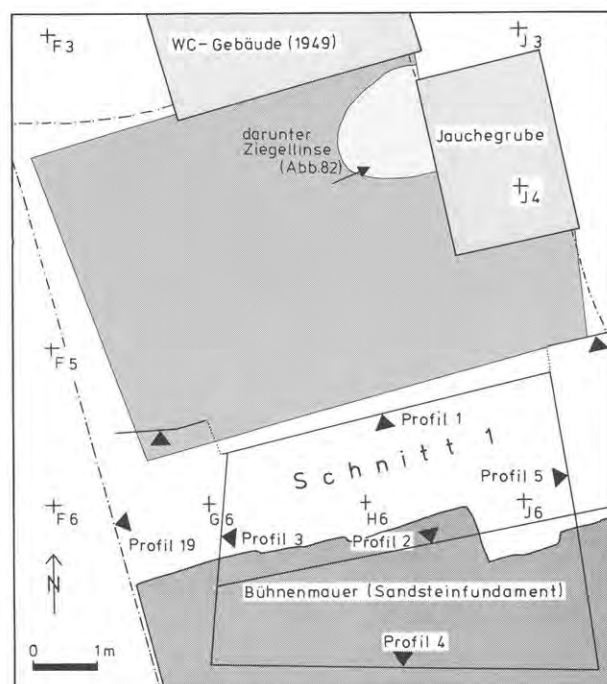 F3
WC-Gebäude (1949)
J3
darunter
Ziegellinse
(Abb.82)
Jauchegrube
J4
F5
Profil 1
Schnitt 1
Profil 5
F6
G6
H6
J6
Profil 19
Profil 3
Profil 2
N
Bühnenmauer (Sandsteinfundament)
Profil 4
0 1m